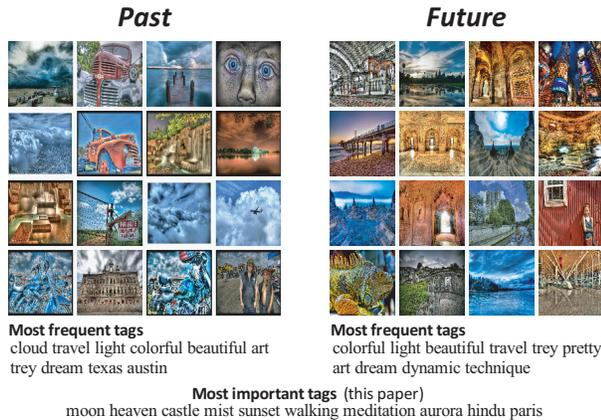 Past
Future
Most frequent tags
cloud travel light colorful beautiful art
trey dream texas austin
Most frequent tags
colorful light beautiful travel trey pretty
art dream dynamic technique
Most important tags (this paper)
moon heaven castle mist sunset walking meditation aurora hindu paris